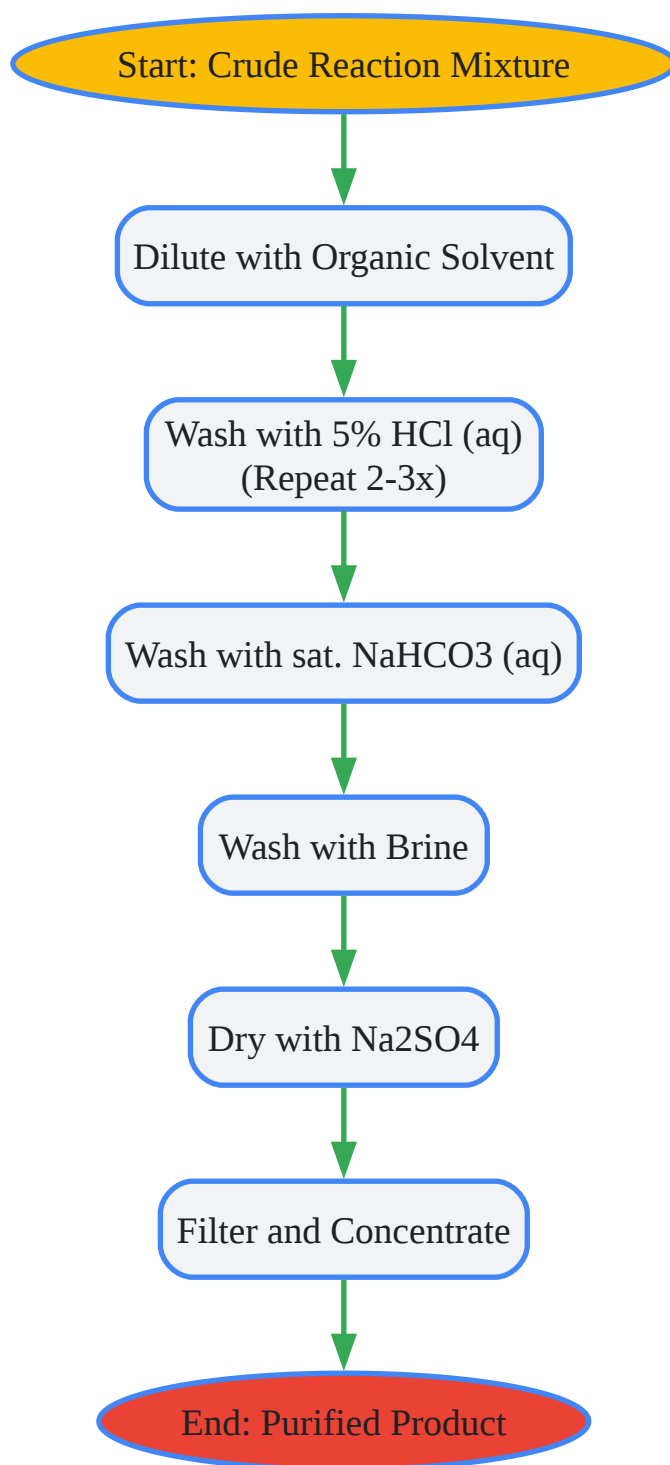 Start: Crude Reaction Mixture
Dilute with Organic Solvent
Wash with 5% HCl (aq)
(Repeat 2-3x)
Wash with sat. NaHCO3 (aq)
Wash with Brine
Dry with Na2SO4
Filter and Concentrate
End: Purified Product